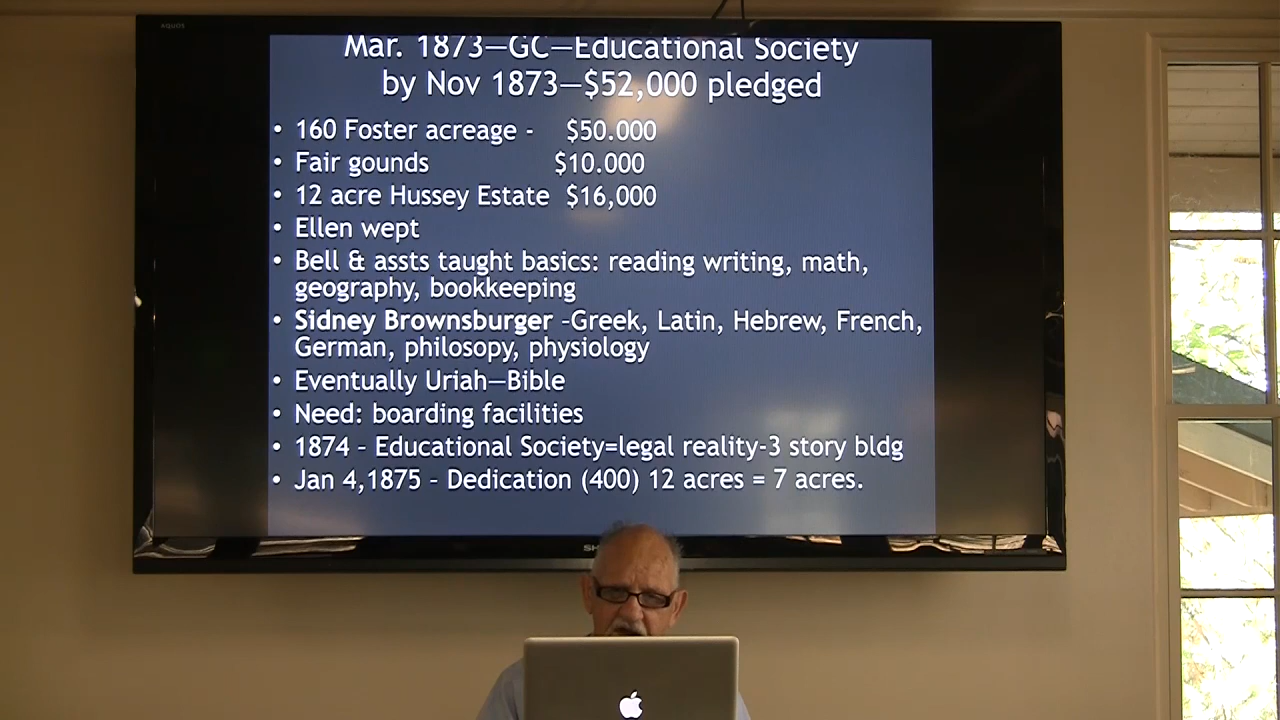 AQUOS
Mar. 1873—GC—Educational Society
by Nov 1873—$52,000 pledged
• 160 Foster acreage - $50.000
• Fair gounds $10.000
• 12 acre Hussey Estate $16,000
• Ellen wept
• Bell & assts taught basics: reading writing, math,
geography, bookkeeping
• Sidney Brownsburger –Greek, Latin, Hebrew, French,
German, philosopy, physiology
• Eventually Uriah—Bible
• Need: boarding facilities
• 1874 – Educational Society=legal reality-3 story bldg
• Jan 4,1875 – Dedication (400) 12 acres = 7 acres.